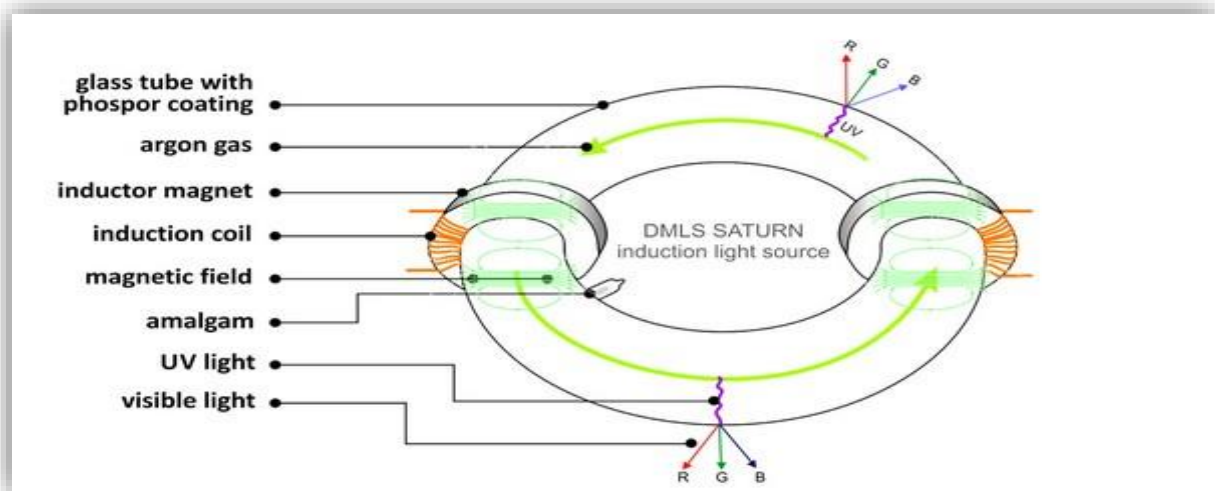 glass tube with
phospor coating
argon gas
inductor magnet
induction coil
magnetic field
amalgam
UV light
visible light
R
G
B
UV
DMLS SATURN
induction light source
R G B